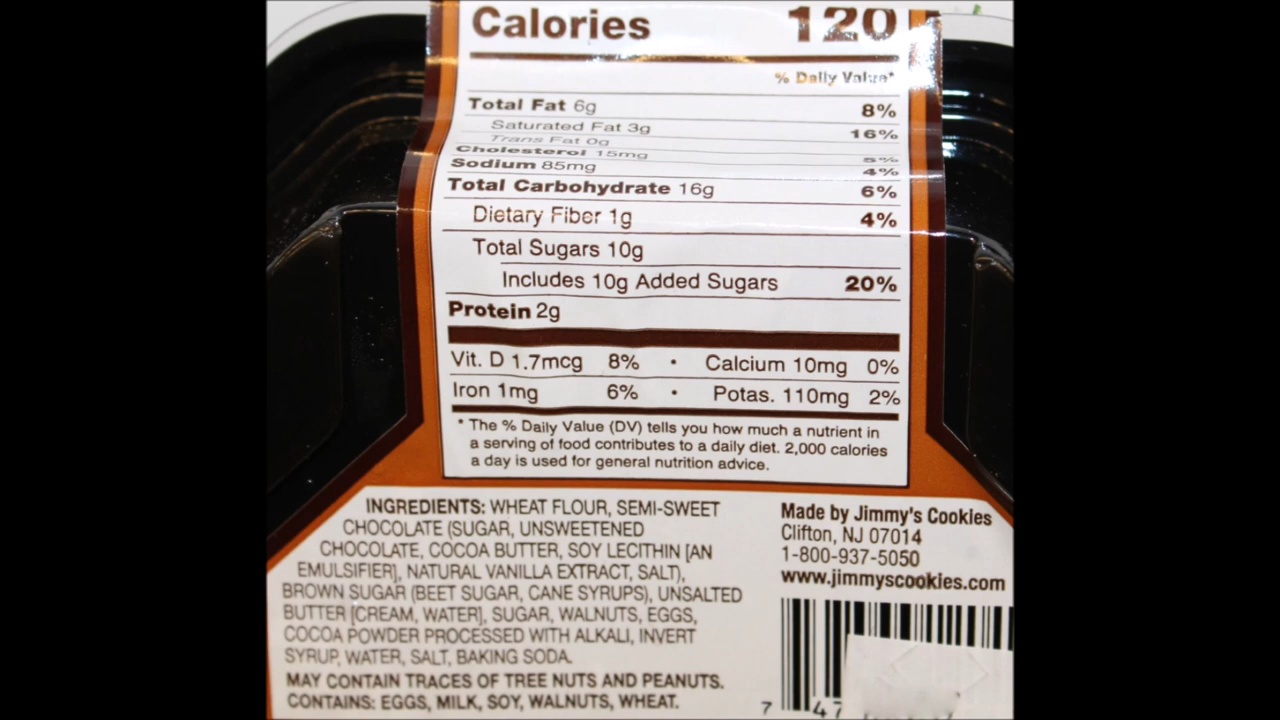 Calories 120
% Daily Value*
Total Fat 6g 8%
Saturated Fat 3g 16%
Trans Fat 0g
Cholesterol 15mg 5%
Sodium 85mg 4%
Total Carbohydrate 16g 6%
Dietary Fiber 1g 4%
Total Sugars 10g
Includes 10g Added Sugars 20%
Protein 2g
Vit. D 1.7mcg 8% • Calcium 10mg 0%
Iron 1mg 6% • Potas. 110mg 2%
* The % Daily Value (DV) tells you how much a nutrient in
a serving of food contributes to a daily diet. 2,000 calories
a day is used for general nutrition advice.
INGREDIENTS: WHEAT FLOUR, SEMI-SWEET
CHOCOLATE (SUGAR, UNSWEETENED
CHOCOLATE, COCOA BUTTER, SOY LECITHIN [AN
EMULSIFIER], NATURAL VANILLA EXTRACT, SALT),
BROWN SUGAR (BEET SUGAR, CANE SYRUPS), UNSALTED
BUTTER [CREAM, WATER], SUGAR, WALNUTS, EGGS,
COCOA POWDER PROCESSED WITH ALKALI, INVERT
SYRUP, WATER, SALT, BAKING SODA.
MAY CONTAIN TRACES OF TREE NUTS AND PEANUTS.
CONTAINS: EGGS, MILK, SOY, WALNUTS, WHEAT.
Made by Jimmy's Cookies
Clifton, NJ 07014
1-800-937-5050
www.jimmyscookies.com
7 47